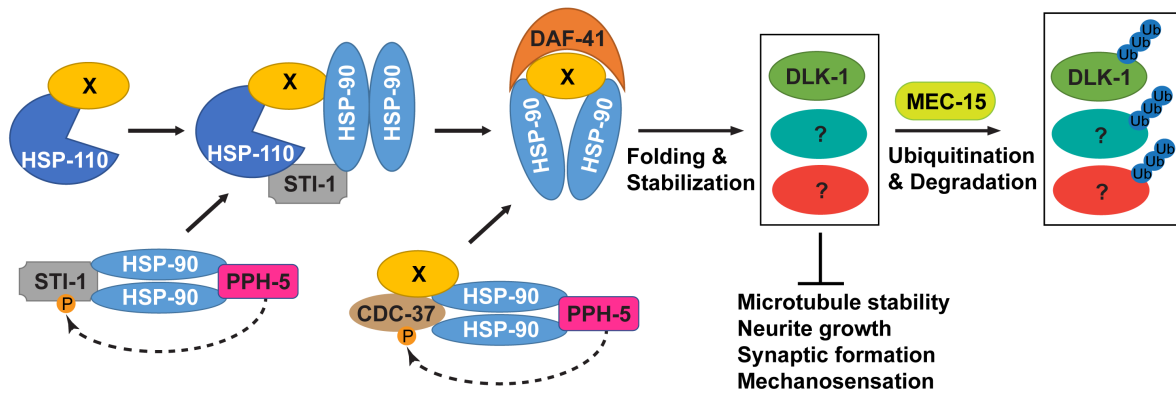 X
HSP-110
X
HSP-110
STI-1
HSP-90
HSP-90
DAF-41
X
HSP-90
HSP-90
Folding &
Stabilization
DLK-1
?
?
MEC-15
Ubiquitination
& Degradation
Ub
Ub
Ub
DLK-1
Ub
Ub
Ub
?
Ub
Ub
Ub
?
STI-1
P
HSP-90
HSP-90
PPH-5
X
CDC-37
P
HSP-90
HSP-90
PPH-5
Microtubule stability
Neurite growth
Synaptic formation
Mechanosensation